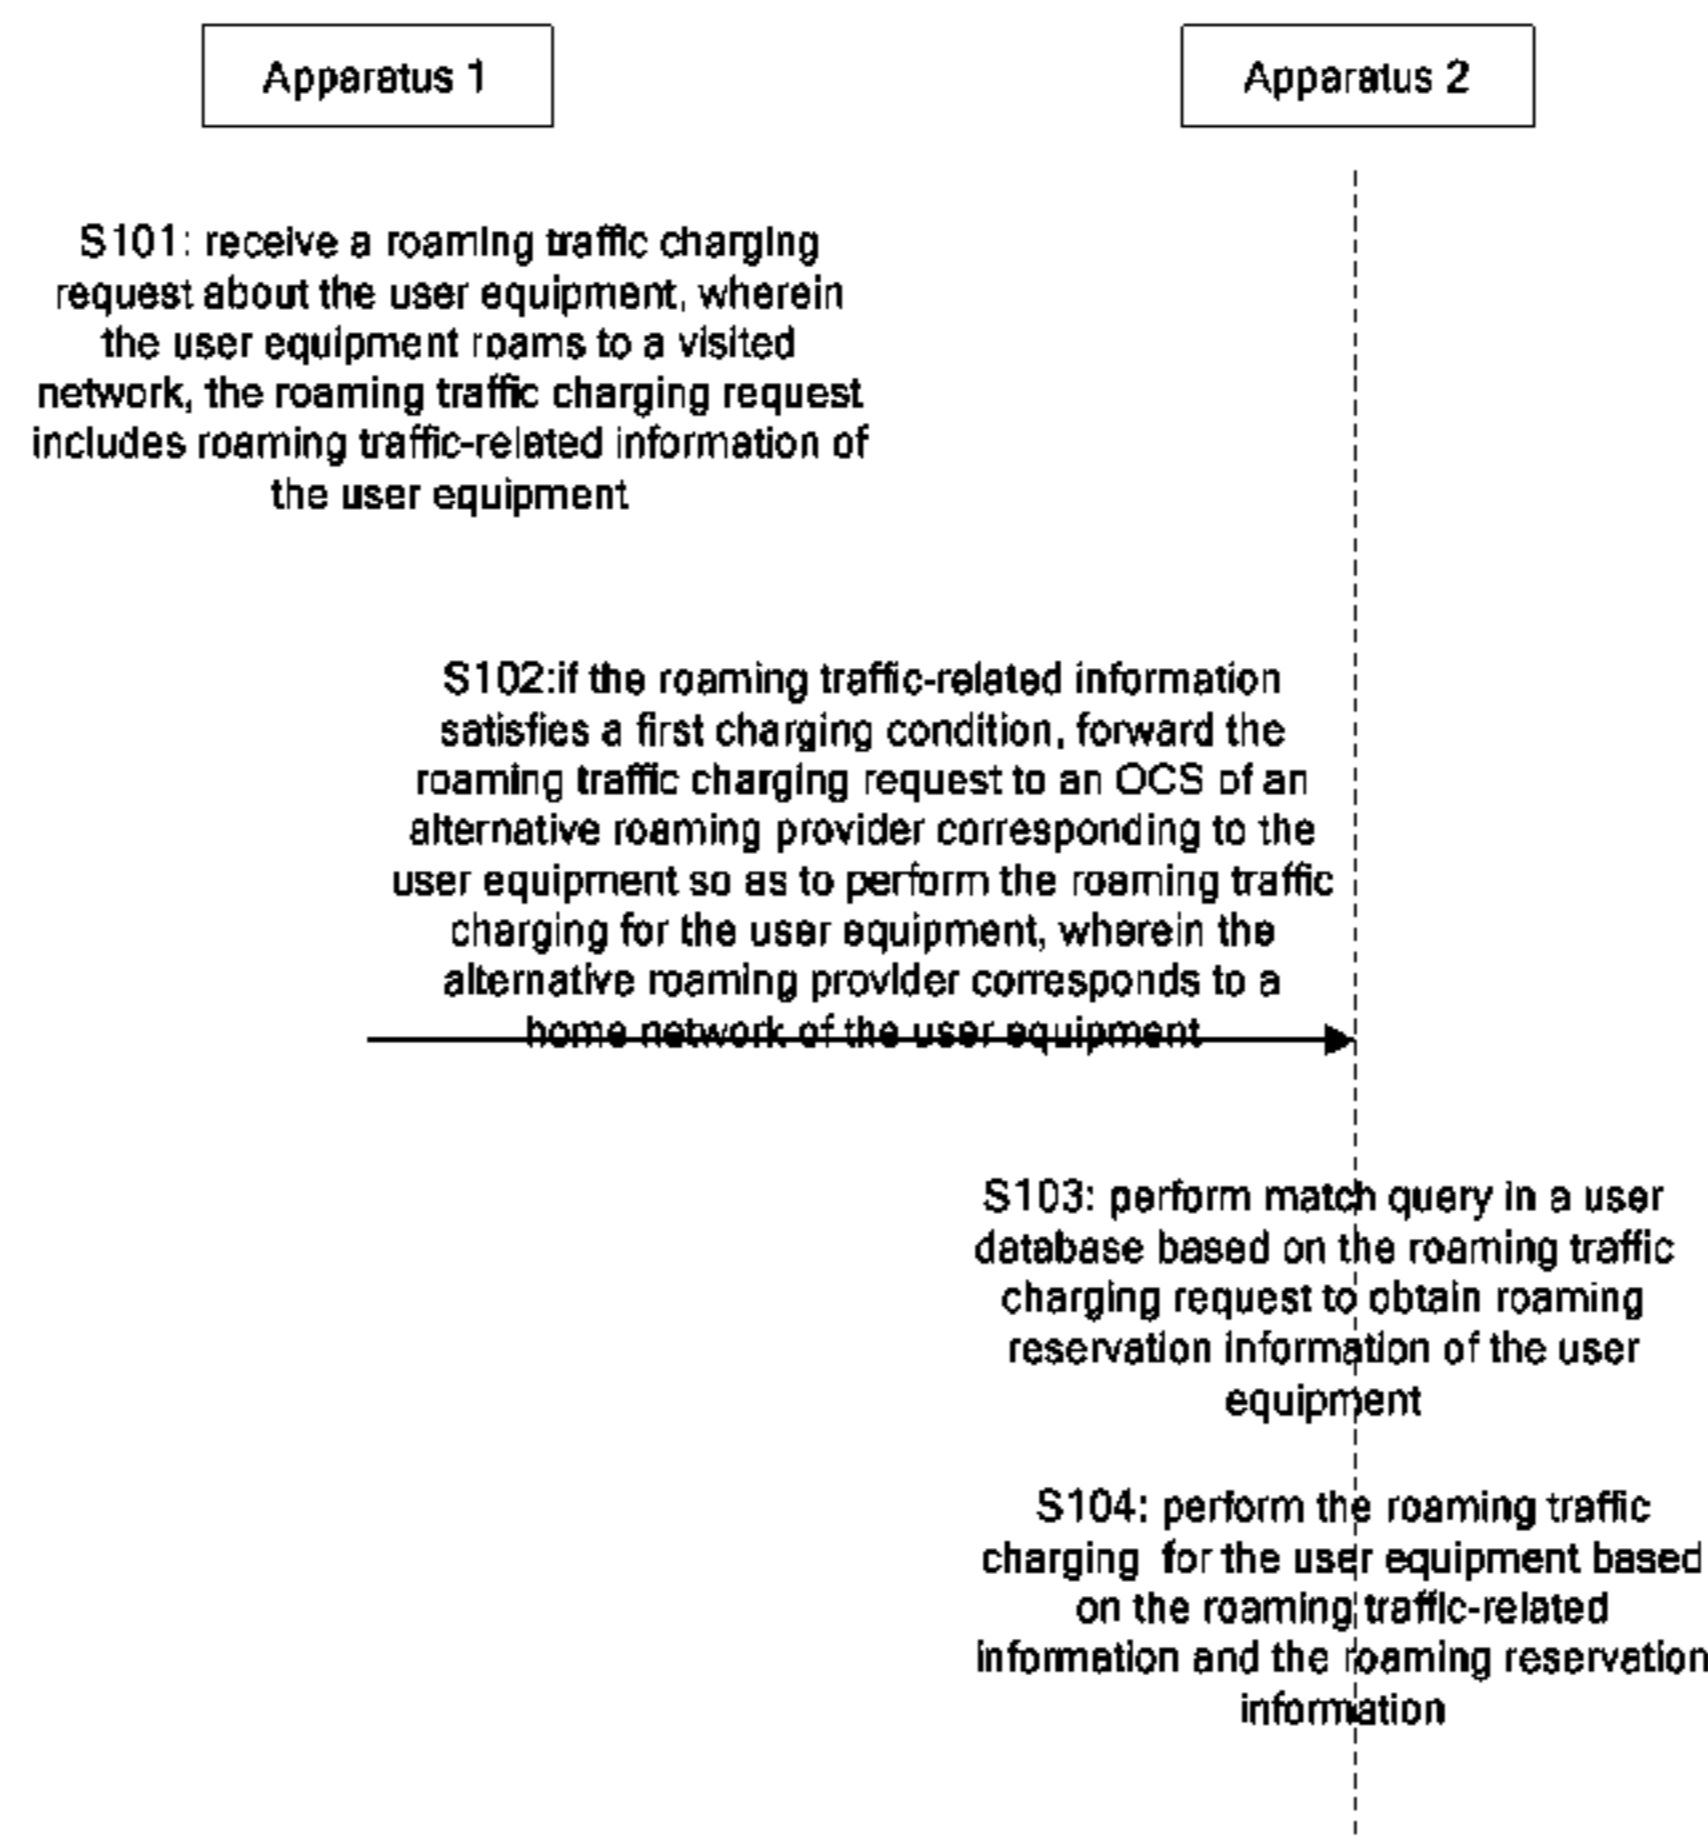 Apparatus 1
Apparatus 2
S101: receive a roaming traffic charging
request about the user equipment, wherein
the user equipment roams to a visited
network, the roaming traffic charging request
includes roaming traffic-related information of
the user equipment
S102:if the roaming traffic-related information
satisfies a first charging condition, forward the
roaming traffic charging request to an OCS of an
alternative roaming provider corresponding to the
user equipment so as to perform the roaming traffic
charging for the user equipment, wherein the
alternative roaming provider corresponds to a
home network of the user equipment
S103: perform match query in a user
database based on the roaming traffic
charging request to obtain roaming
reservation information of the user
equipment
S104: perform the roaming traffic
charging for the user equipment based
on the roaming traffic-related
information and the roaming reservation
information